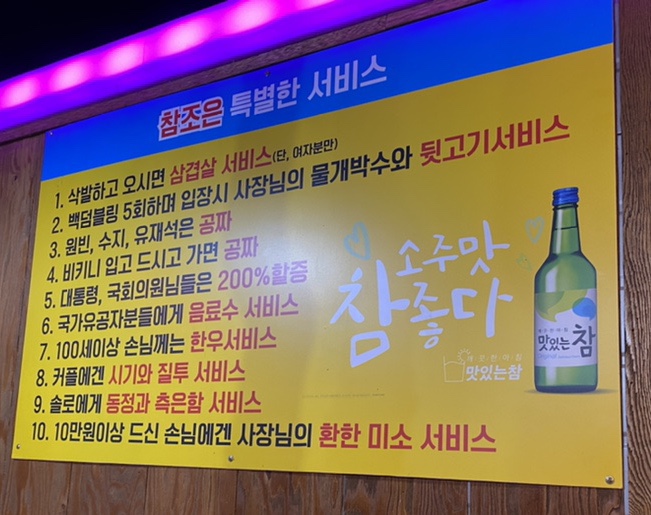 참조은 특별한 서비스
1. 삭발하고 오시면 삼겹살 서비스(단, 여자분만)
2. 백덤블링 5회하며 입장시 사장님의 물개박수와 뒷고기서비스
3. 원빈, 수지, 유재석은 공짜
4. 비키니 입고 드시고 가면 공짜
5. 대통령, 국회의원님들은 200%할증
6. 국가유공자분들에게 음료수 서비스
7. 100세이상 손님께는 한우서비스
8. 커플에겐 시기와 질투 서비스
9. 솔로에게 동정과 측은함 서비스
10. 10만원이상 드신 손님에겐 사장님의 환한 미소 서비스
소주맛
참 좋다
깨끗한아침
맛있는참
맛있는 참